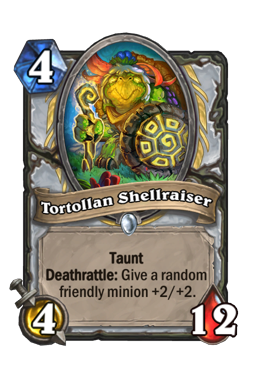 4
Tortollan Shellraiser
Taunt
Deathrattle: Give a random
friendly minion +2/+2.
4
12